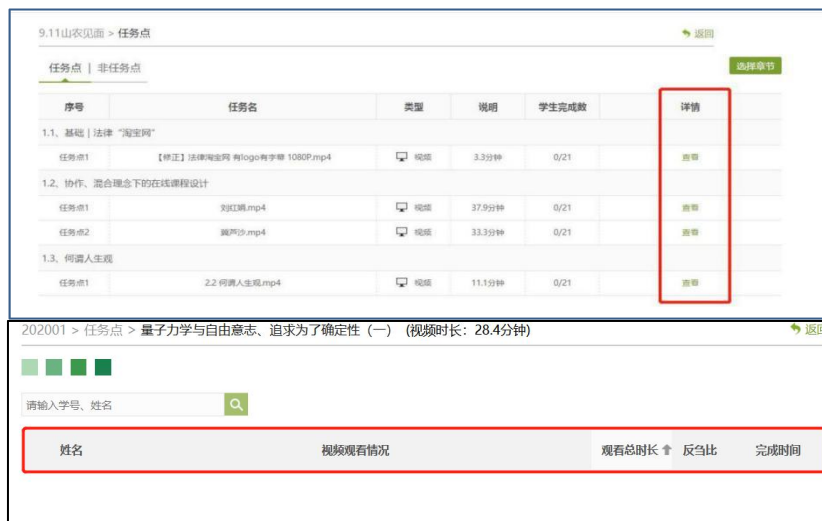 9.11山农见面 > 任务点 返回
任务点 | 非任务点 选择章节
序号 任务名 类型 说明 学生完成数 详情
1.1、基础 | 法律“淘宝网”
任务点1 【修正】法律淘宝网 有logo有字幕 1080P.mp4 视频 3.3分钟 0/21 查看
1.2、协作、混合理念下的在线课程设计
任务点1 刘红娟.mp4 视频 37.9分钟 0/21 查看
任务点2 冀芦沙.mp4 视频 33.3分钟 0/21 查看
1.3、何谓人生观
任务点1 2.2 何谓人生观.mp4 视频 11.1分钟 0/21 查看
202001 > 任务点 > 量子力学与自由意志、追求为了确定性（一） (视频时长：28.4分钟) 返回
请输入学号、姓名
姓名 视频观看情况 观看总时长 反刍比 完成时间